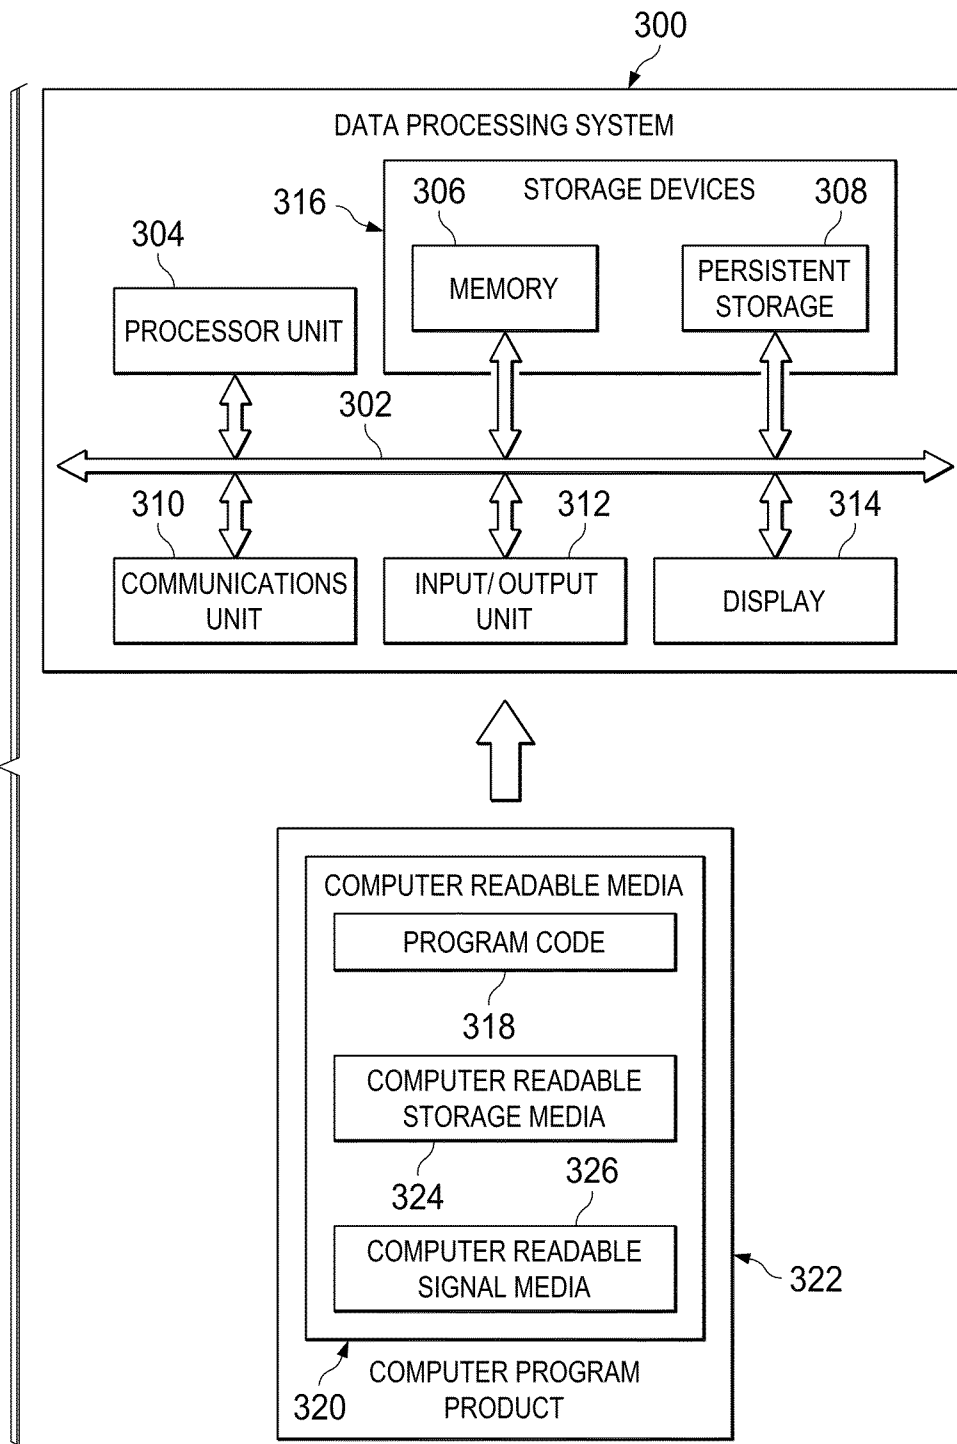 300
DATA PROCESSING SYSTEM
316
306
STORAGE DEVICES
308
304
MEMORY
PERSISTENT
STORAGE
PROCESSOR UNIT
302
310
312
314
COMMUNICATIONS
UNIT
INPUT/OUTPUT
UNIT
DISPLAY
COMPUTER READABLE MEDIA
PROGRAM CODE
318
COMPUTER READABLE
STORAGE MEDIA
324
326
COMPUTER READABLE
SIGNAL MEDIA
322
320
COMPUTER PROGRAM
PRODUCT